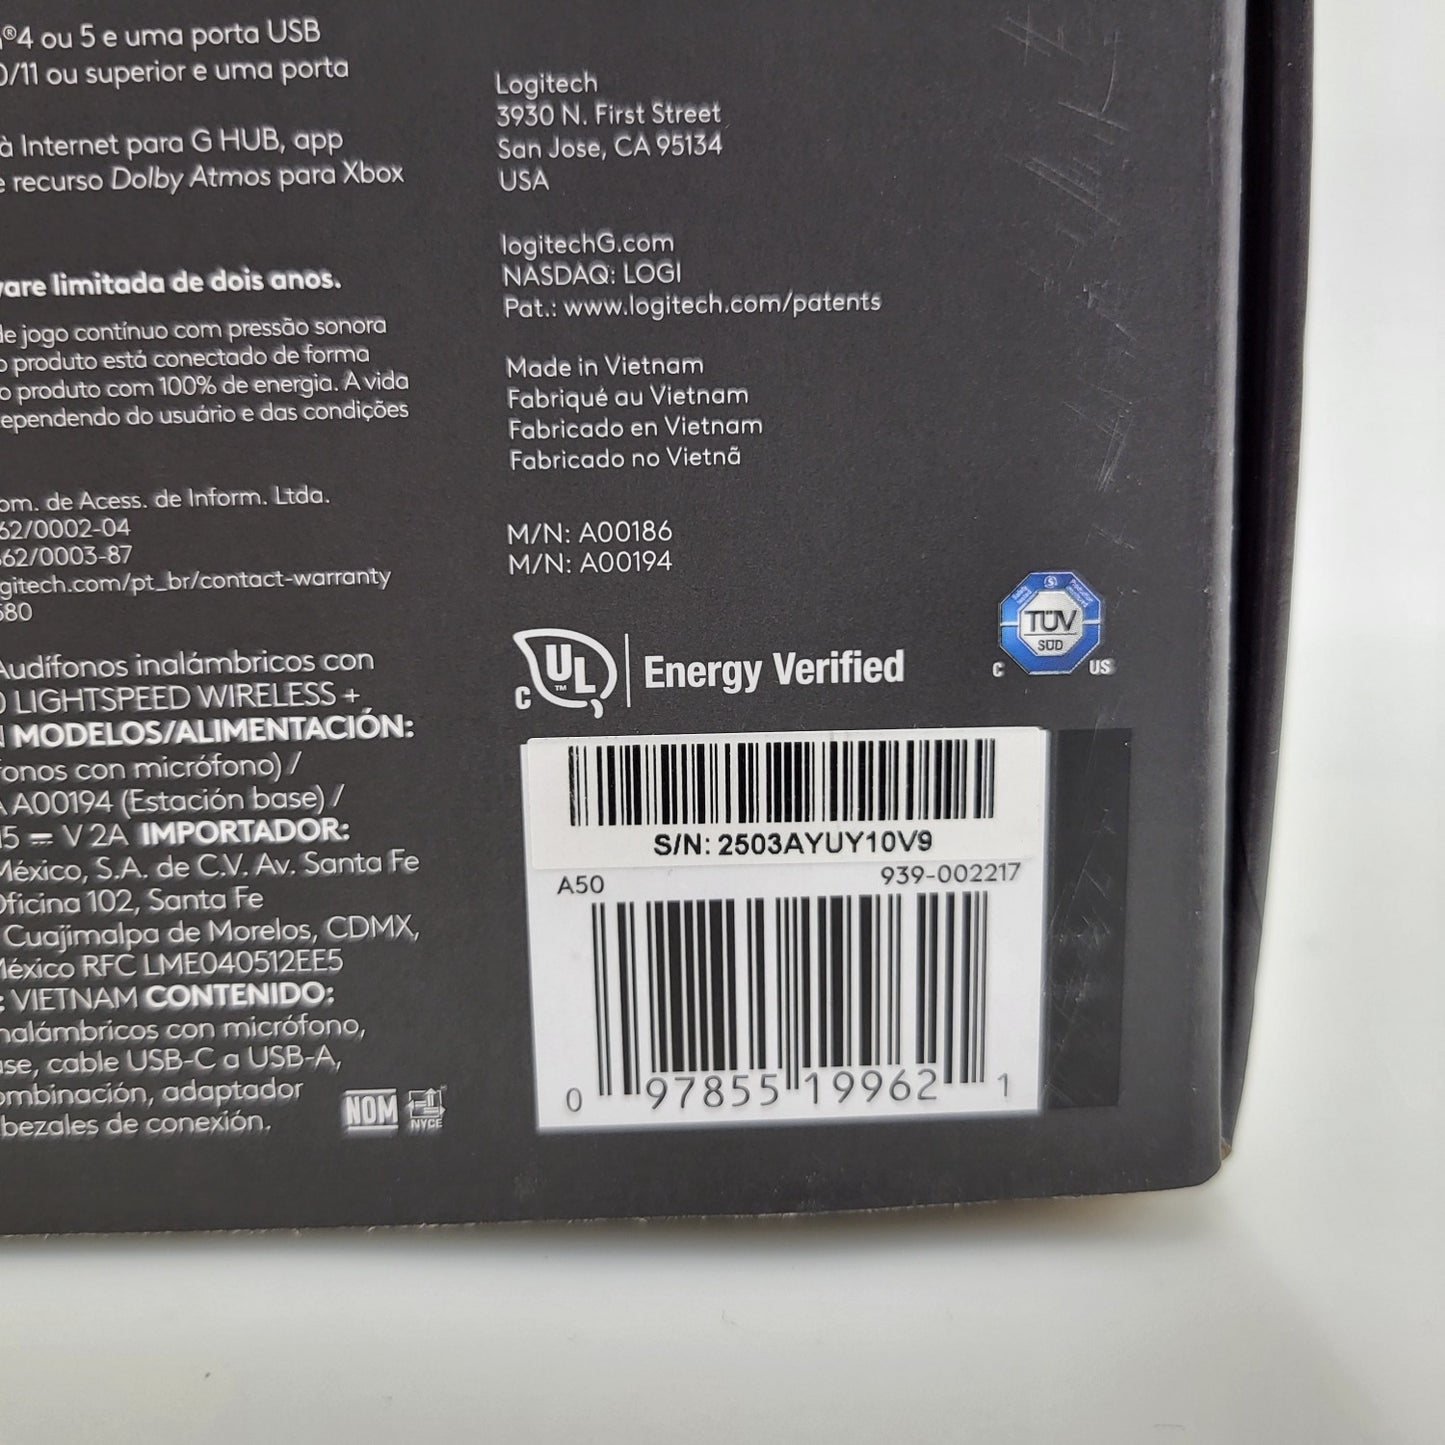 ®4 ou 5 e uma porta USB
0/11 ou superior e uma porta
à Internet para G HUB, app
e recurso Dolby Atmos para Xbox
ware limitada de dois anos.
de jogo contínuo com pressão sonora
o produto está conectado de forma
o produto com 100% de energia. A vida
dependendo do usuário e das condições
om. de Acess. de Inform. Ltda.
62/0002-04
62/0003-87
gitech.com/pt_br/contact-warranty
580
Audífonos inalámbricos con
0 LIGHTSPEED WIRELESS +
MODELOS/ALIMENTACIÓN:
fonos con micrófono) /
A00194 (Estación base) /
15 ⎓ V 2A IMPORTADOR:
México, S.A. de C.V. Av. Santa Fe
Oficina 102, Santa Fe
Cuajimalpa de Morelos, CDMX,
México RFC LME040512EE5
: VIETNAM CONTENIDO:
nalámbricos con micrófono,
ase, cable USB-C a USB-A,
ombinación, adaptador
bezales de conexión.
NOM
NYCE
Logitech
3930 N. First Street
San Jose, CA 95134
USA
logitechG.com
NASDAQ: LOGI
Pat.: www.logitech.com/patents
Made in Vietnam
Fabriqué au Vietnam
Fabricado en Vietnam
Fabricado no Vietnã
M/N: A00186
M/N: A00194
C UL ™ Energy Verified
TÜV
SÜD
C US
S/N: 2503AYUY10V9
A50 939-002217
0 97855 19962 1